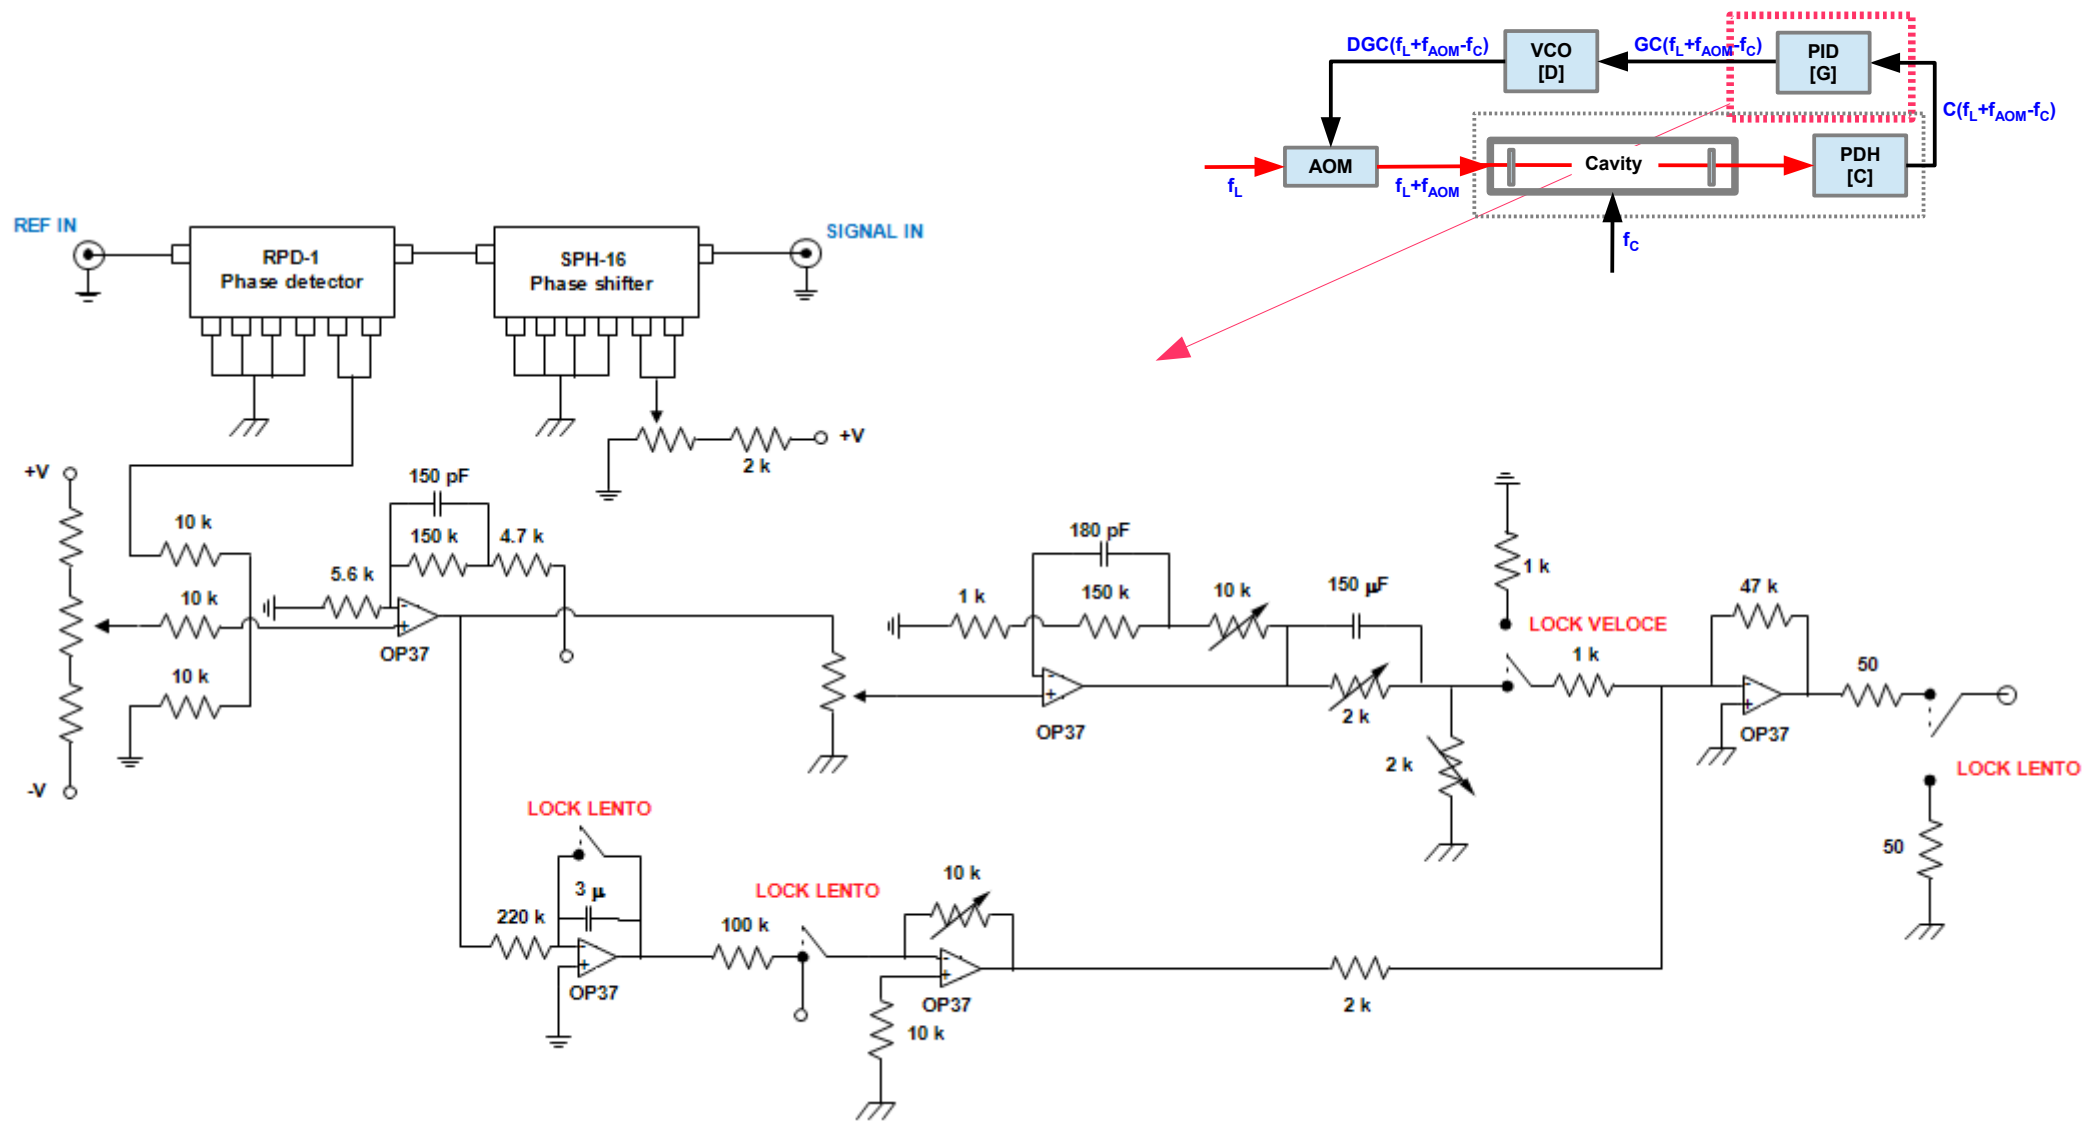 DGC(fL+fAOM-fC)
VCO
[D]
GC(fL+fAOM-fC)
PID
[G]
C(fL+fAOM-fC)
AOM
Cavity
PDH
[C]
fL
fL+fAOM
fC
REF IN
RPD-1
Phase detector
SPH-16
Phase shifter
SIGNAL IN
+V
2 k
+V
150 pF
10 k
150 k
4.7 k
5.6 k
10 k
OP37
10 k
-V
180 pF
1 k
150 k
10 k
150 μF
1 k
LOCK VELOCE
1 k
47 k
50
OP37
2 k
2 k
OP37
LOCK LENTO
50
LOCK LENTO
3 μ
220 k
OP37
LOCK LENTO
100 k
10 k
OP37
10 k
2 k
- + - + - + - + - +